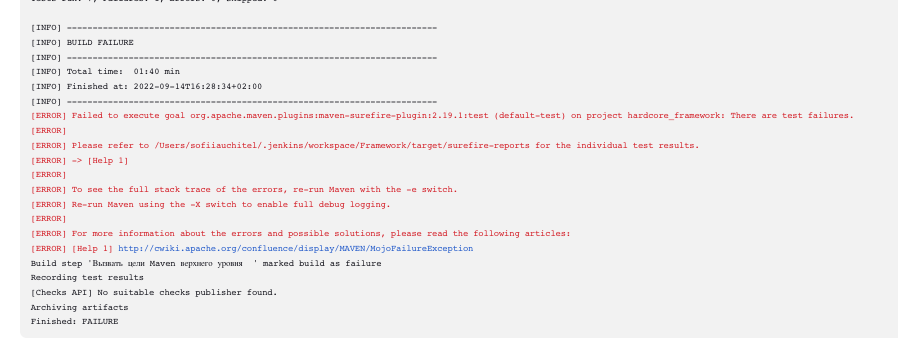 [INFO] ------------------------------------------------------------------------
[INFO] BUILD FAILURE
[INFO] ------------------------------------------------------------------------
[INFO] Total time:  01:40 min
[INFO] Finished at: 2022-09-14T16:28:34+02:00
[INFO] ------------------------------------------------------------------------
[ERROR] Failed to execute goal org.apache.maven.plugins:maven-surefire-plugin:2.19.1:test (default-test) on project hardcore_framework: There are test failures.
[ERROR]
[ERROR] Please refer to /Users/sofiiauchitel/.jenkins/workspace/Framework/target/surefire-reports for the individual test results.
[ERROR] -> [Help 1]
[ERROR]
[ERROR] To see the full stack trace of the errors, re-run Maven with the -e switch.
[ERROR] Re-run Maven using the -X switch to enable full debug logging.
[ERROR]
[ERROR] For more information about the errors and possible solutions, please read the following articles:
[ERROR] [Help 1] http://cwiki.apache.org/confluence/display/MAVEN/MojoFailureException
Build step 'Вызвать цели Maven верхнего уровня  ' marked build as failure
Recording test results
[Checks API] No suitable checks publisher found.
Archiving artifacts
Finished: FAILURE